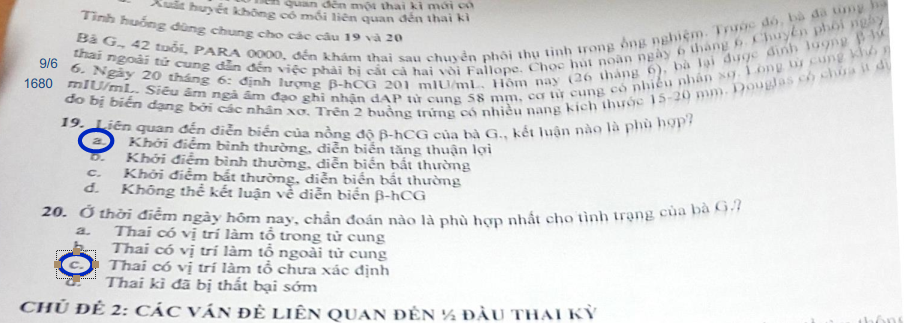 Xuất huyết không có mối liên quan đến thai kì
liên quan đến một thai kì mới có
Tình huống dùng chung cho các câu 19 và 20
Bà G., 42 tuổi, PARA 0000, đến khám thai sau chuyển phôi thụ tinh trong ống nghiệm. Trước đó, bà đã từng
thai ngoài tử cung dẫn đến việc phải bị cắt cả hai vòi Fallope. Chọc hút noãn ngày 6 tháng 6. Chuyển phôi ngày
9/6
6. Ngày 20 tháng 6: định lượng β-hCG 201 mIU/mL. Hôm nay (26 tháng 6), bà lại được định lượng β-hCG
1680
mIU/mL. Siêu âm ngả âm đạo ghi nhận dAP tử cung 58 mm, cơ tử cung có nhiều nhân xơ. Lòng tử cung khó
do bị biến dạng bởi các nhân xơ. Trên 2 buồng trứng có nhiều nang kích thước 15-20 mm. Douglas có chứa ít
19. Liên quan đến diễn biến của nồng độ β-hCG của bà G., kết luận nào là phù hợp?
a. Khởi điểm bình thường, diễn biến tăng thuận lợi
b. Khởi điểm bình thường, diễn biến bất thường
c. Khởi điểm bất thường, diễn biến bất thường
d. Không thể kết luận về diễn biến β-hCG
20. Ở thời điểm ngày hôm nay, chẩn đoán nào là phù hợp nhất cho tình trạng của bà G.?
a. Thai có vị trí làm tổ trong tử cung
b. Thai có vị trí làm tổ ngoài tử cung
c. Thai có vị trí làm tổ chưa xác định
d. Thai kì đã bị thất bại sớm
CHỦ ĐỀ 2: CÁC VẤN ĐỀ LIÊN QUAN ĐẾN ½ ĐẦU THAI KỲ